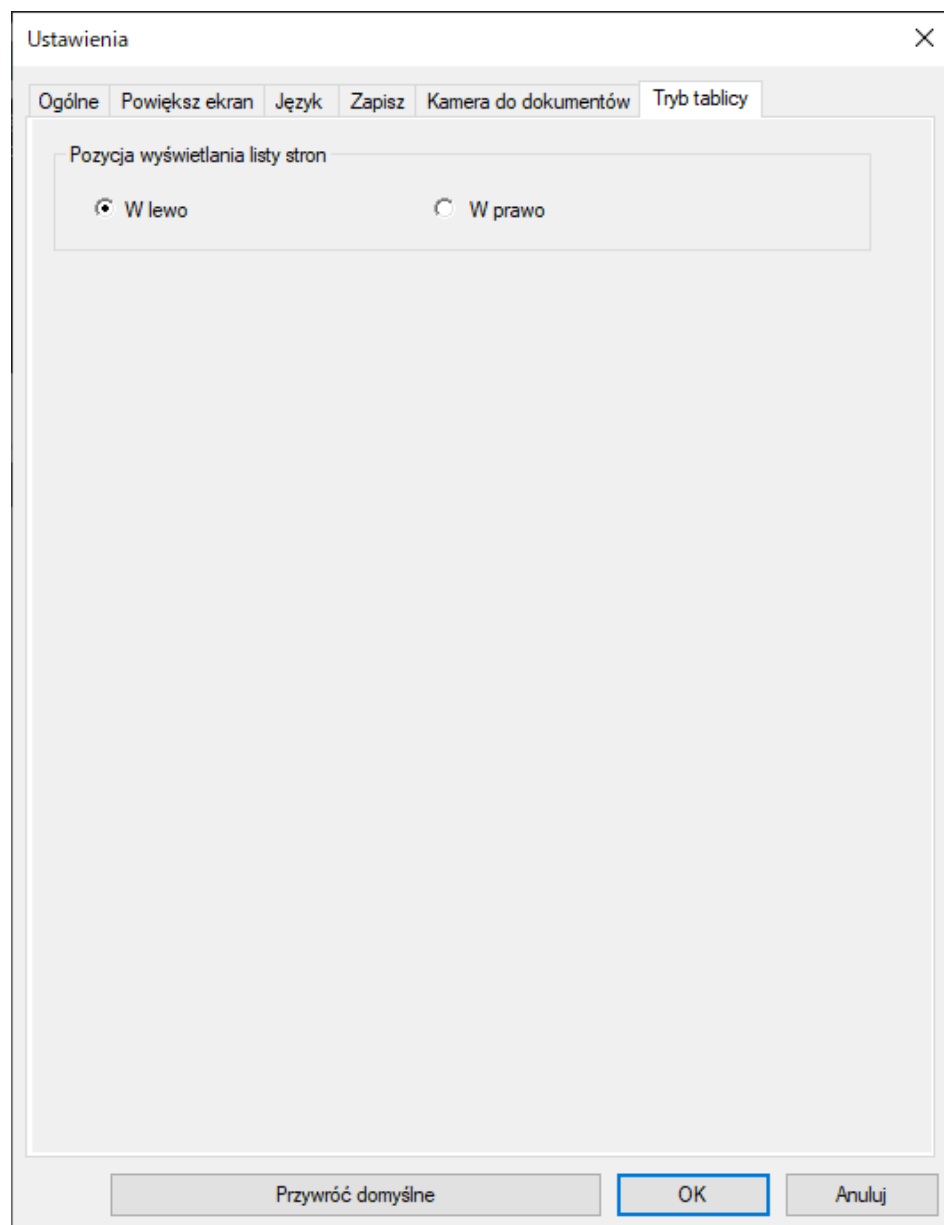 Ustawienia
Ogólne Powiększ ekran Język Zapisz Kamera do dokumentów Tryb tablicy
Pozycja wyświetlania listy stron
W lewo W prawo
Przywróć domyślne OK Anuluj